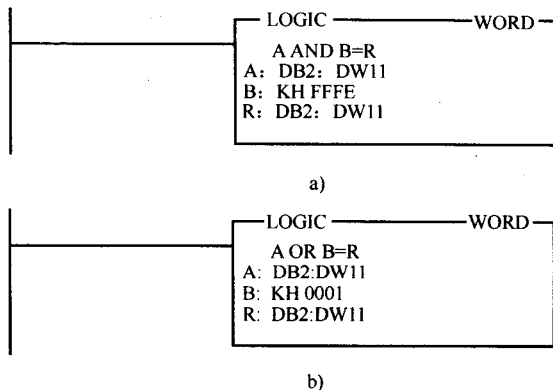 LOGIC WORD
A AND B=R
A: DB2: DW11
B: KH FFFE
R: DB2: DW11
a)
LOGIC WORD
A OR B=R
A: DB2:DW11
B: KH 0001
R: DB2:DW11
b)